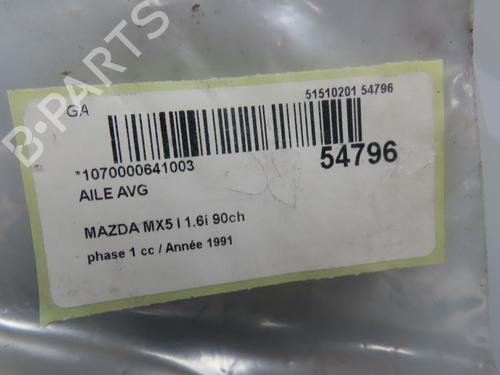 GA
51510201 54796
*1070000641003
54796
AILE AVG
MAZDA MX5 I 1.6i 90ch
phase 1 cc / Année 1991
B-PARTS